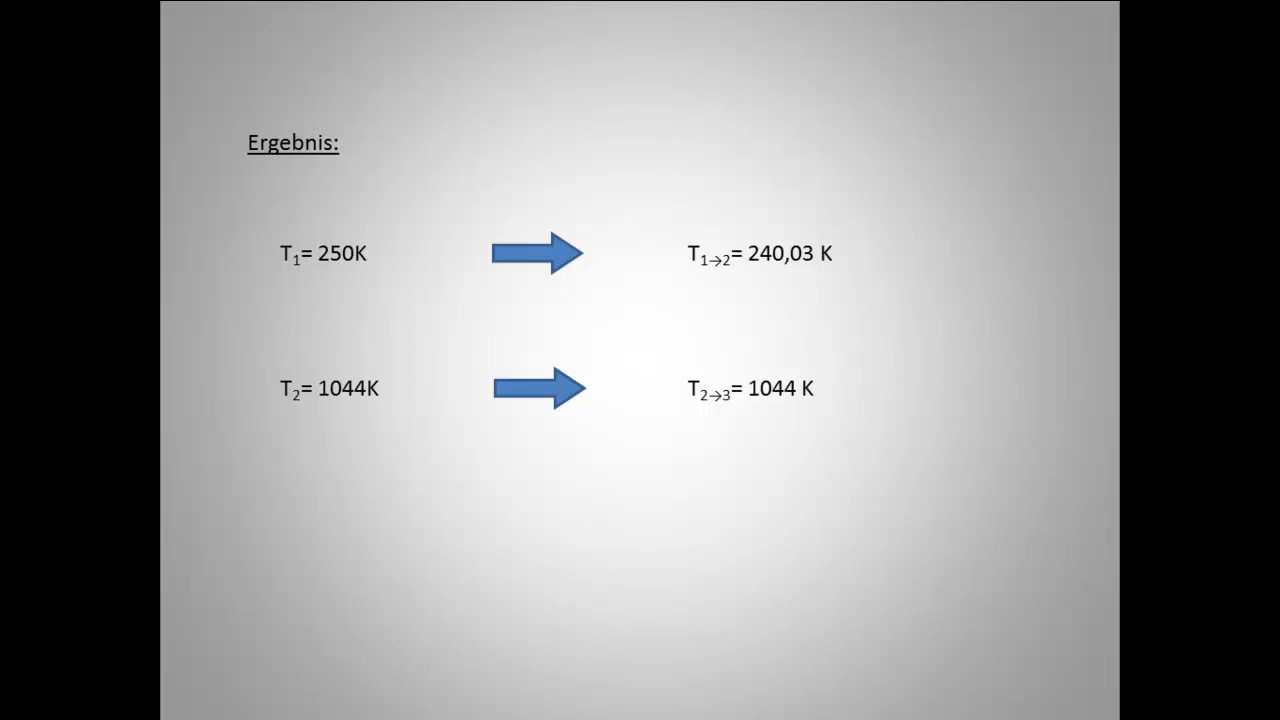 Ergebnis:
T₁= 250K
T₁→₂= 240,03 K
T₂= 1044K
T₂→₃= 1044 K